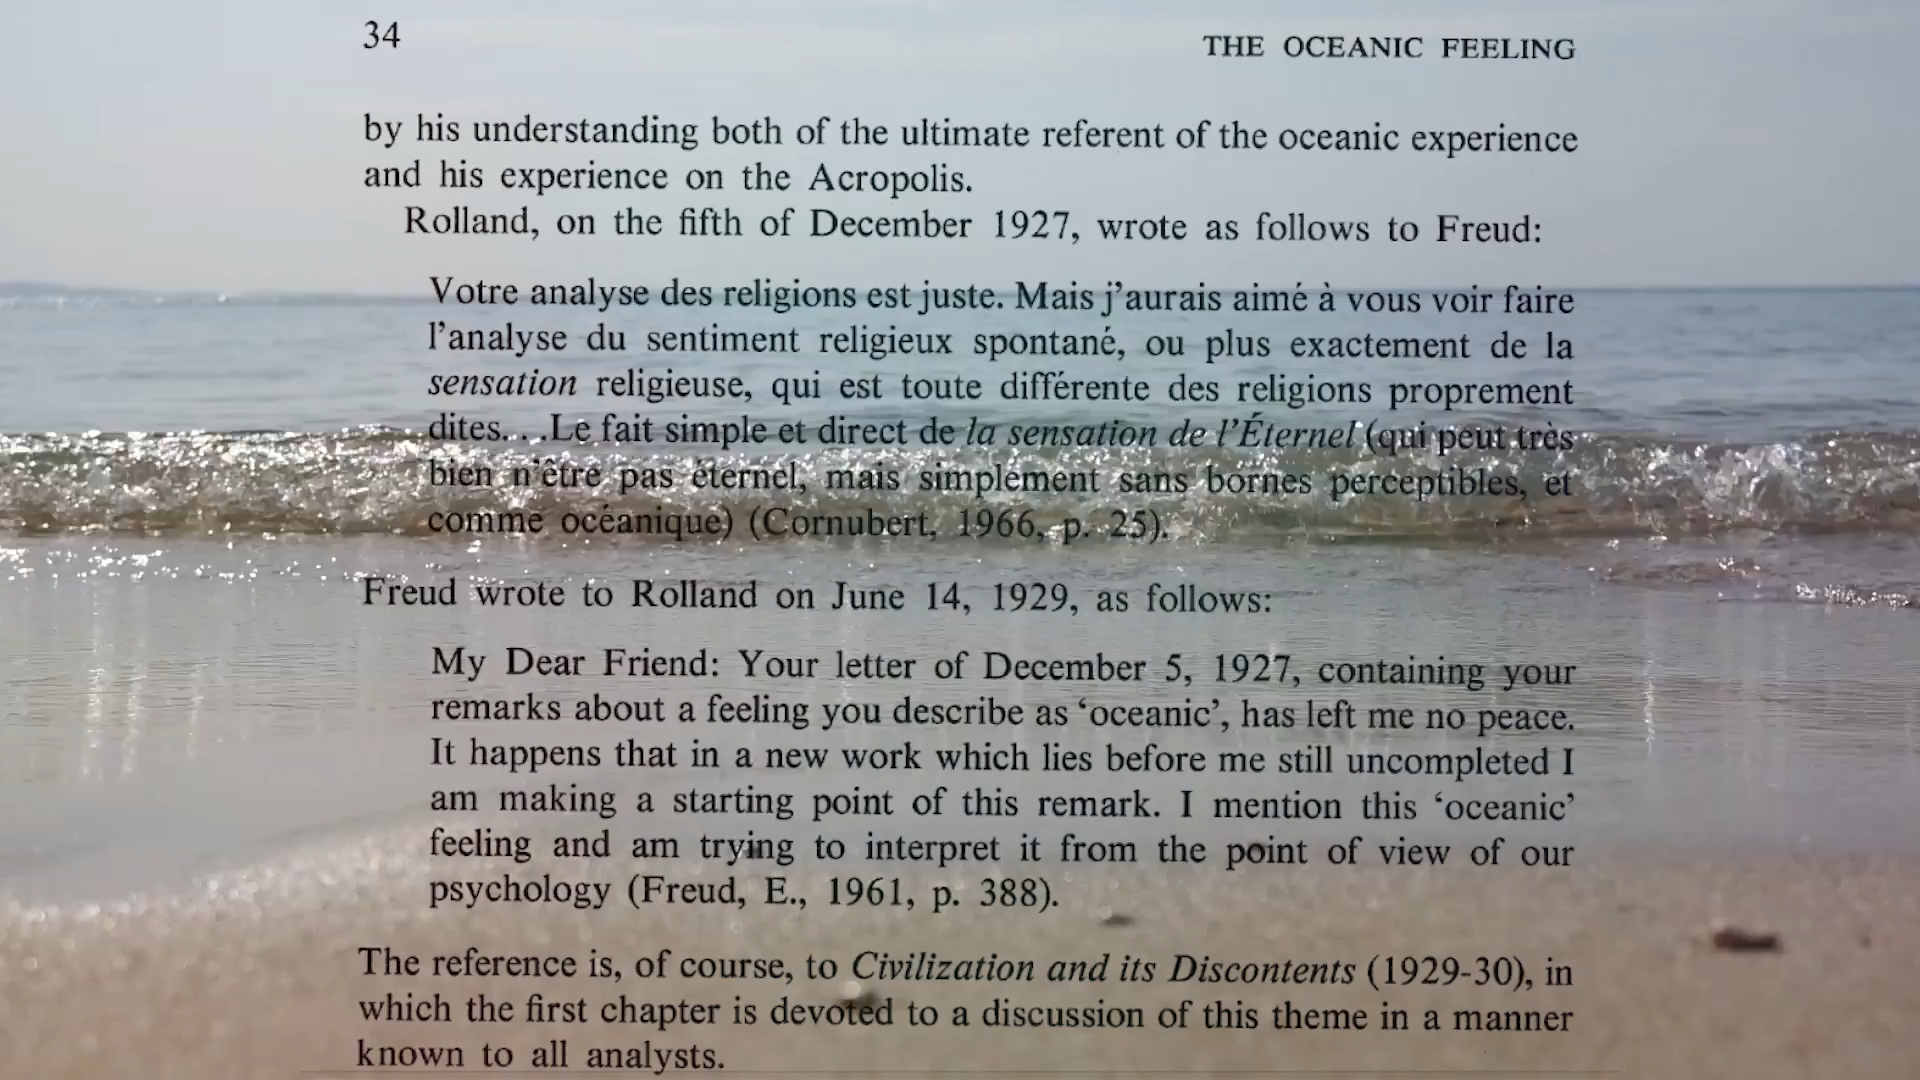 34 THE OCEANIC FEELING
by his understanding both of the ultimate referent of the oceanic experience
and his experience on the Acropolis.
Rolland, on the fifth of December 1927, wrote as follows to Freud:
Votre analyse des religions est juste. Mais j’aurais aimé à vous voir faire
l’analyse du sentiment religieux spontané, ou plus exactement de la
sensation religieuse, qui est toute différente des religions proprement
dites. . . .Le fait simple et direct de la sensation de l’Éternel (qui peut très
bien n’être pas éternel, mais simplement sans bornes perceptibles, et
comme océanique) (Cornubert, 1966, p. 25).
Freud wrote to Rolland on June 14, 1929, as follows:
My Dear Friend: Your letter of December 5, 1927, containing your
remarks about a feeling you describe as ‘oceanic’, has left me no peace.
It happens that in a new work which lies before me still uncompleted I
am making a starting point of this remark. I mention this ‘oceanic’
feeling and am trying to interpret it from the point of view of our
psychology (Freud, E., 1961, p. 388).
The reference is, of course, to Civilization and its Discontents (1929-30), in
which the first chapter is devoted to a discussion of this theme in a manner
known to all analysts.